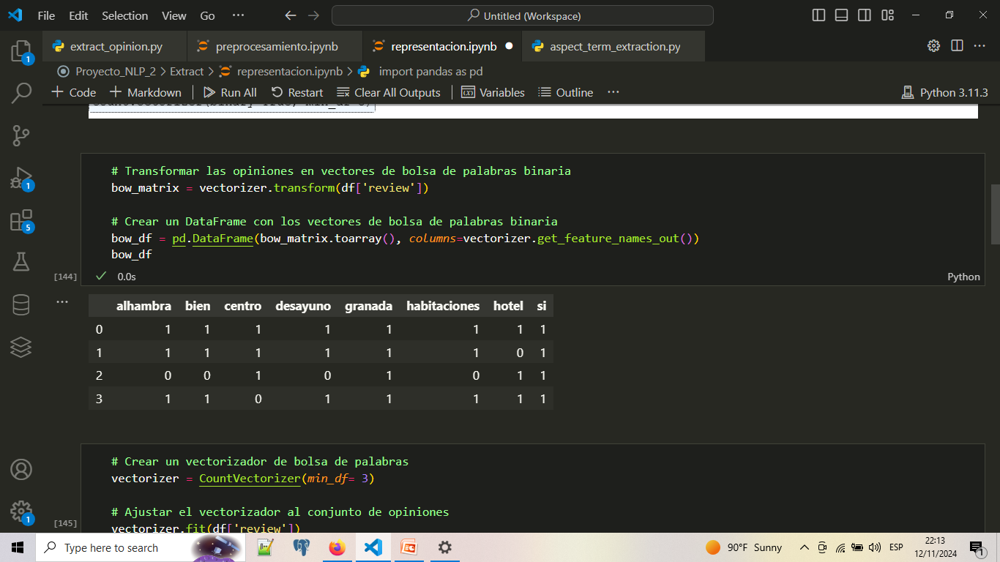 File Edit Selection View Go ··· Untitled (Workspace)
1
extract_opinion.py preprocesamiento.ipynb representacion.ipynb aspect_term_extraction.py
Proyecto_NLP_2 > Extract > representacion.ipynb > import pandas as pd
+ Code + Markdown Run All Restart Clear All Outputs Variables Outline ··· Python 3.11.3
# Transformar las opiniones en vectores de bolsa de palabras binaria
bow_matrix = vectorizer.transform(df['review'])
1
# Crear un DataFrame con los vectores de bolsa de palabras binaria
5
bow_df = pd.DataFrame(bow_matrix.toarray(), columns=vectorizer.get_feature_names_out())
bow_df
[144] 0.0s Python
alhambra bien centro desayuno granada habitaciones hotel si
0 1 1 1 1 1 1 1 1
1 1 1 1 1 1 1 0 1
2 0 0 1 0 1 0 1 1
3 1 1 0 1 1 1 1 1
# Crear un vectorizador de bolsa de palabras
vectorizer = CountVectorizer(min_df= 3)
# Ajustar el vectorizador al conjunto de opiniones
1
[145]
vectorizer.fit(df['review'])
Type here to search 90°F Sunny ESP 22:13
12/11/2024
1